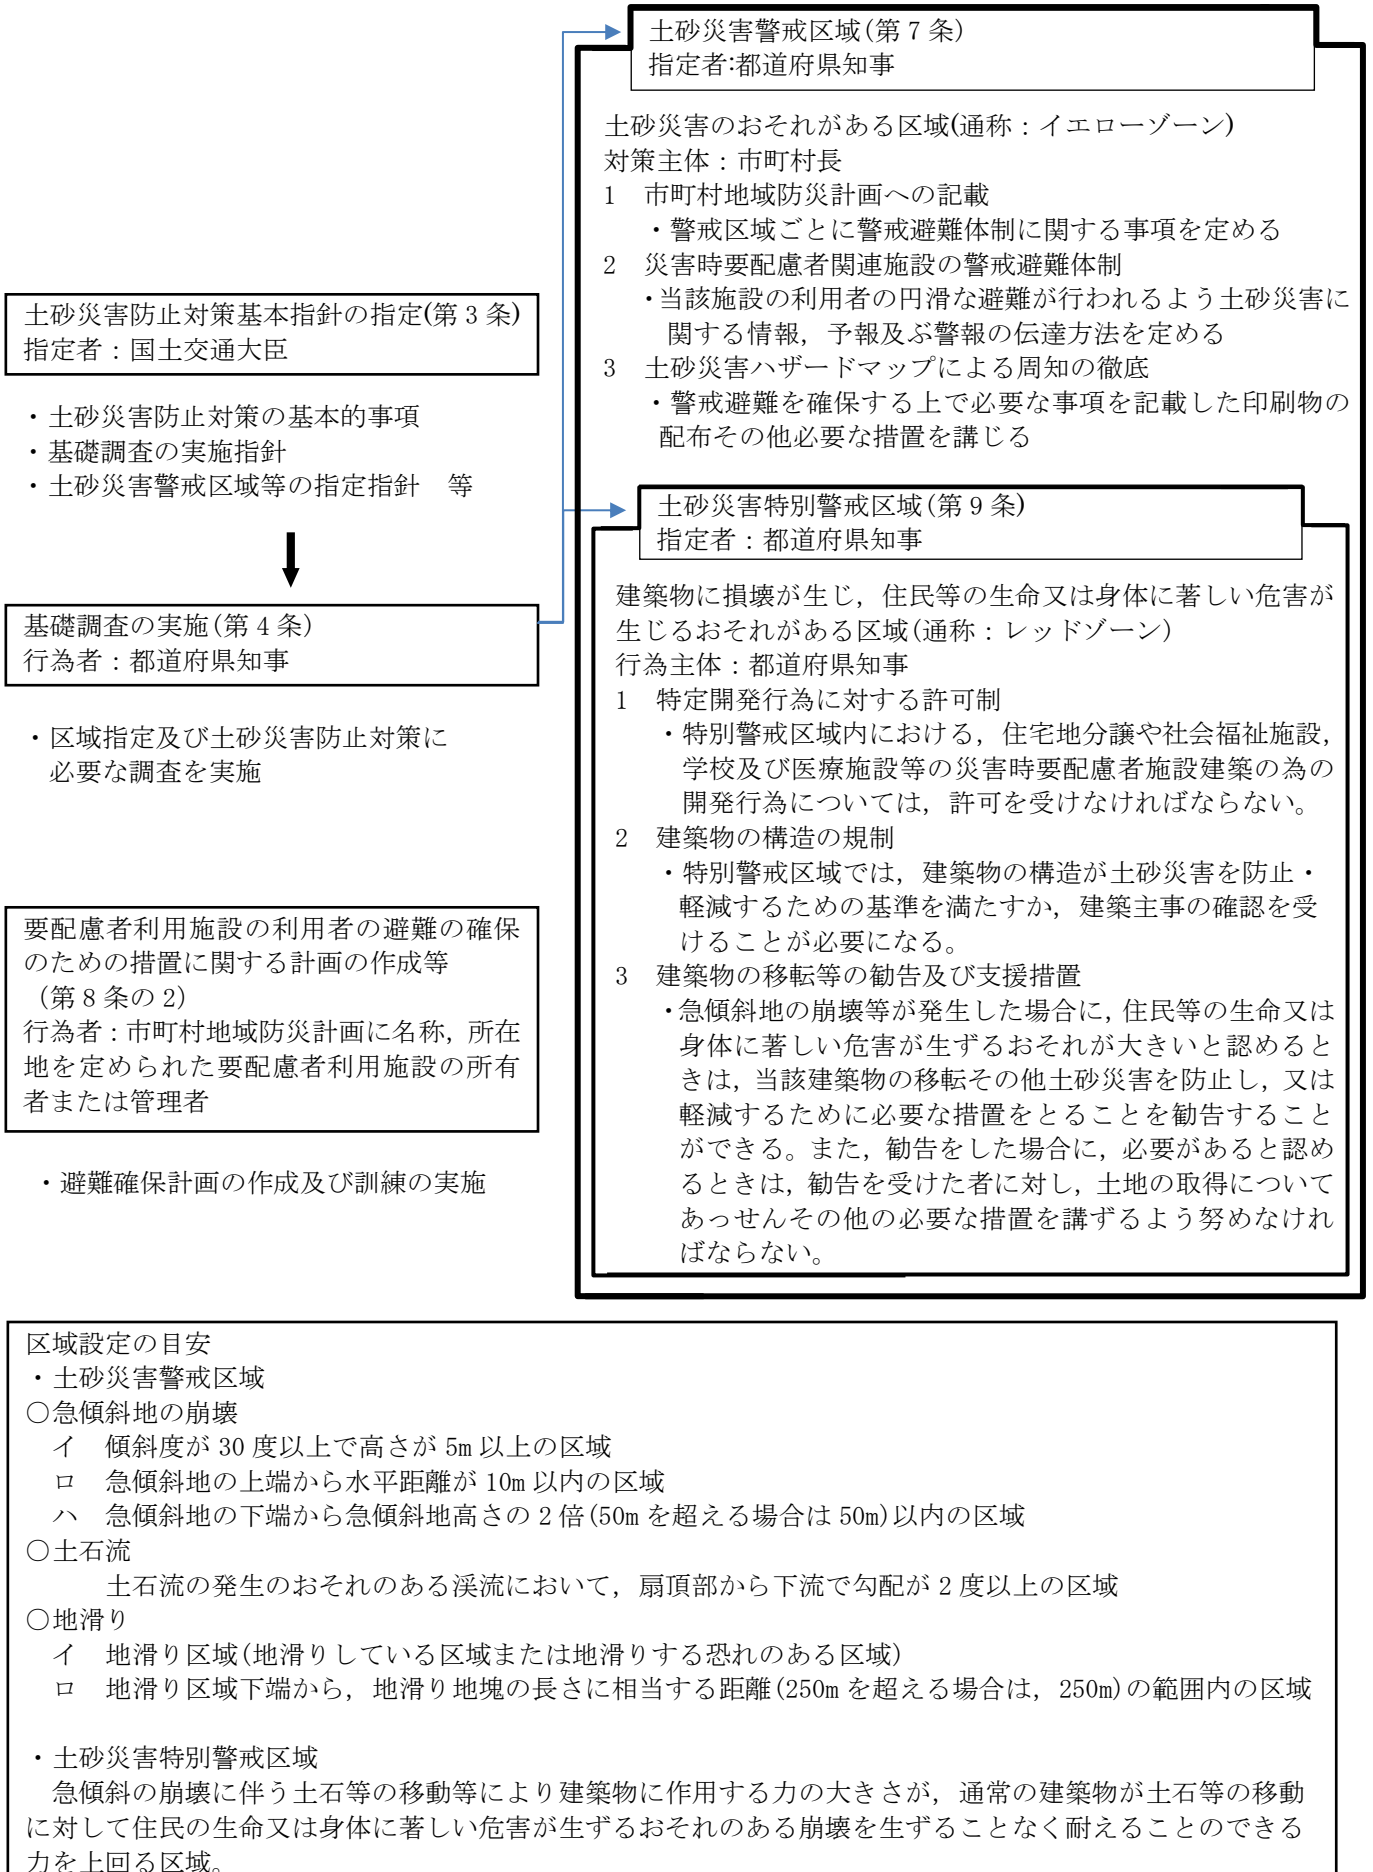 土砂災害防止対策基本指針の指定(第3条)
指定者：国土交通大臣
・土砂災害防止対策の基本的事項
・基礎調査の実施指針
・土砂災害警戒区域等の指定指針　等
基礎調査の実施(第4条)
行為者：都道府県知事
・区域指定及び土砂災害防止対策に
必要な調査を実施
要配慮者利用施設の利用者の避難の確保
のための措置に関する計画の作成等
(第8条の2)
行為者：市町村地域防災計画に名称，所在
地を定められた要配慮者利用施設の所有
者または管理者
・避難確保計画の作成及び訓練の実施
土砂災害警戒区域(第7条)
指定者:都道府県知事
土砂災害のおそれがある区域(通称：イエローゾーン)
対策主体：市町村長
1　市町村地域防災計画への記載
・警戒区域ごとに警戒避難体制に関する事項を定める
2　災害時要配慮者関連施設の警戒避難体制
・当該施設の利用者の円滑な避難が行われるよう土砂災害に
関する情報，予報及ぶ警報の伝達方法を定める
3　土砂災害ハザードマップによる周知の徹底
・警戒避難を確保する上で必要な事項を記載した印刷物の
配布その他必要な措置を講じる
土砂災害特別警戒区域(第9条)
指定者：都道府県知事
建築物に損壊が生じ，住民等の生命又は身体に著しい危害が
生じるおそれがある区域(通称：レッドゾーン)
行為主体：都道府県知事
1　特定開発行為に対する許可制
・特別警戒区域内における，住宅地分譲や社会福祉施設，
学校及び医療施設等の災害時要配慮者施設建築の為の
開発行為については，許可を受けなければならない。
2　建築物の構造の規制
・特別警戒区域では，建築物の構造が土砂災害を防止・
軽減するための基準を満たすか，建築主事の確認を受
けることが必要になる。
3　建築物の移転等の勧告及び支援措置
・急傾斜地の崩壊等が発生した場合に，住民等の生命又は
身体に著しい危害が生ずるおそれが大きいと認めると
きは，当該建築物の移転その他土砂災害を防止し，又は
軽減するために必要な措置をとることを勧告すること
ができる。また，勧告をした場合に，必要があると認め
るときは，勧告を受けた者に対し，土地の取得について
あっせんその他の必要な措置を講ずるよう努めなけれ
ばならない。
区域設定の目安
・土砂災害警戒区域
○急傾斜地の崩壊
イ　傾斜度が30度以上で高さが5m以上の区域
ロ　急傾斜地の上端から水平距離が10m以内の区域
ハ　急傾斜地の下端から急傾斜地高さの2倍(50mを超える場合は50m)以内の区域
○土石流
土石流の発生のおそれのある渓流において，扇頂部から下流で勾配が2度以上の区域
○地滑り
イ　地滑り区域(地滑りしている区域または地滑りする恐れのある区域)
ロ　地滑り区域下端から，地滑り地塊の長さに相当する距離(250mを超える場合は，250m)の範囲内の区域
・土砂災害特別警戒区域
急傾斜の崩壊に伴う土石等の移動等により建築物に作用する力の大きさが，通常の建築物が土石等の移動
に対して住民の生命又は身体に著しい危害が生ずるおそれのある崩壊を生ずることなく耐えることのできる
力を上回る区域。